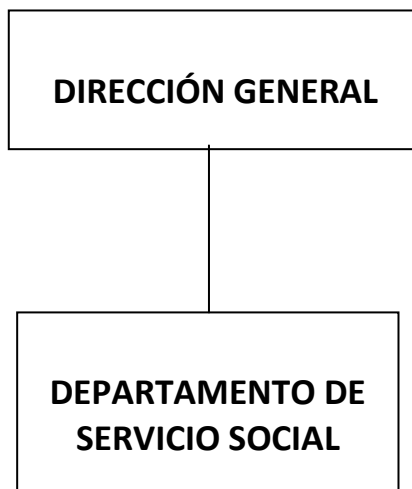 DIRECCIÓN GENERAL
DEPARTAMENTO DE
SERVICIO SOCIAL